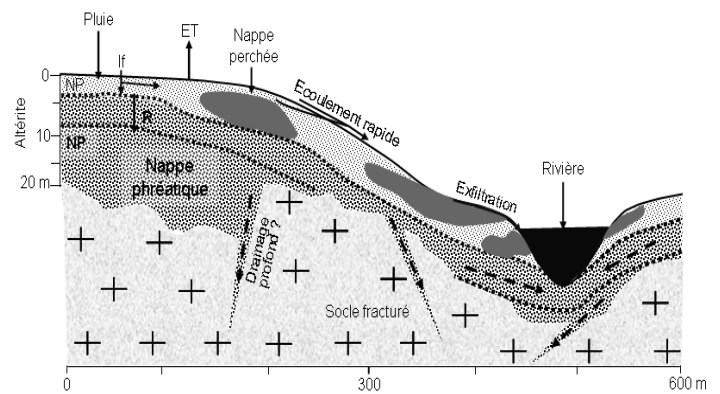 Pluie
ET
Nappe
perchée
If
0
NP
Ecoulement rapide
R
Altérite
10
NP
Nappe
phréatique
20 m
Exfiltration
Rivière
Drainage
profond ?
Socle fracturé
0
300
600 m